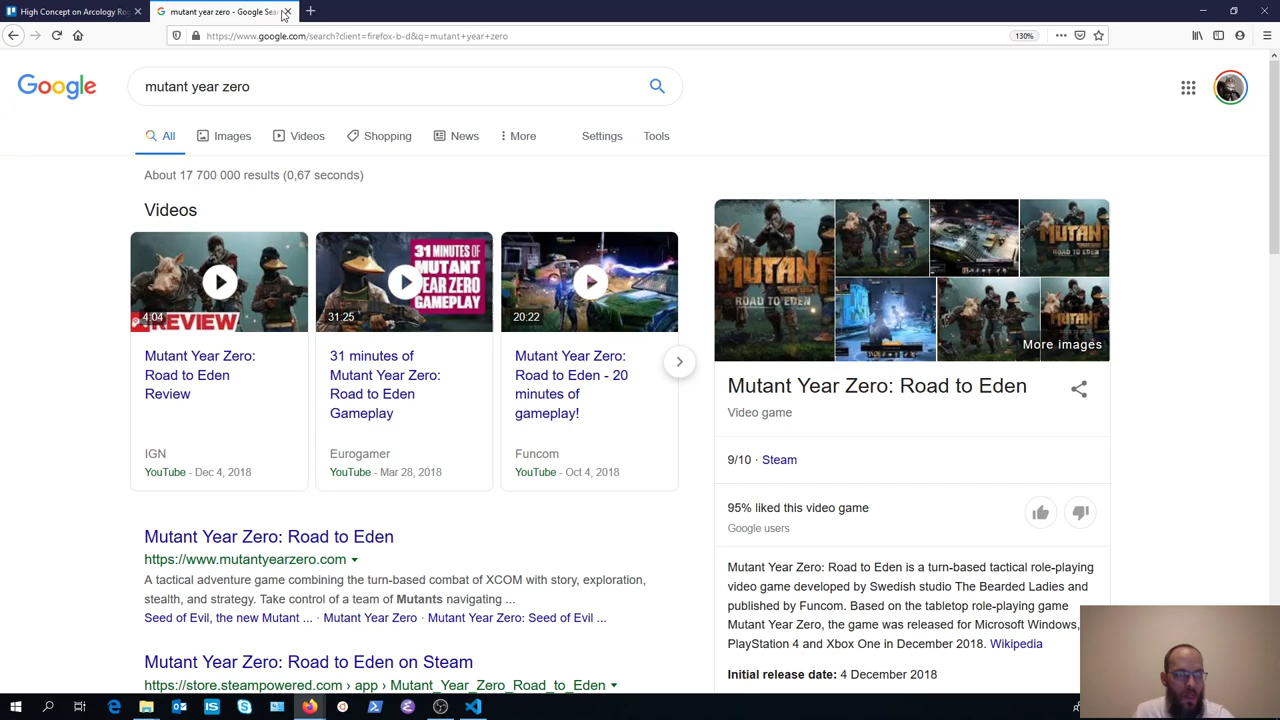 High Concept on Arcology Ro
mutant year zero - Google Sea
https://www.google.com/search?client=firefox-b-d&q=mutant+year+zero
130%
Google
mutant year zero
All
Images
Videos
Shopping
News
More
Settings
Tools
About 17 700 000 results (0,67 seconds)
Videos
4:04
REVIEW
31 MINUTES OF
MUTANT
YEAR ZERO
GAMEPLAY
31:25
20:22
Mutant Year Zero:
Road to Eden
Review
IGN
YouTube - Dec 4, 2018
31 minutes of
Mutant Year Zero:
Road to Eden
Gameplay
Eurogamer
YouTube - Mar 28, 2018
Mutant Year Zero:
Road to Eden - 20
minutes of
gameplay!
Funcom
YouTube - Oct 4, 2018
Mutant Year Zero: Road to Eden
https://www.mutantyearzero.com
A tactical adventure game combining the turn-based combat of XCOM with story, exploration,
stealth, and strategy. Take control of a team of Mutants navigating ...
Seed of Evil, the new Mutant ... · Mutant Year Zero · Mutant Year Zero: Seed of Evil ...
Mutant Year Zero: Road to Eden on Steam
https://store.steampowered.com › app › Mutant_Year_Zero_Road_to_Eden
MUTANT
ROAD TO EDEN
MUTANT
ROAD TO EDEN
MUTANT
More images
Mutant Year Zero: Road to Eden
Video game
9/10 · Steam
95% liked this video game
Google users
Mutant Year Zero: Road to Eden is a turn-based tactical role-playing
video game developed by Swedish studio The Bearded Ladies and
published by Funcom. Based on the tabletop role-playing game
Mutant Year Zero, the game was released for Microsoft Windows,
PlayStation 4 and Xbox One in December 2018. Wikipedia
Initial release date: 4 December 2018